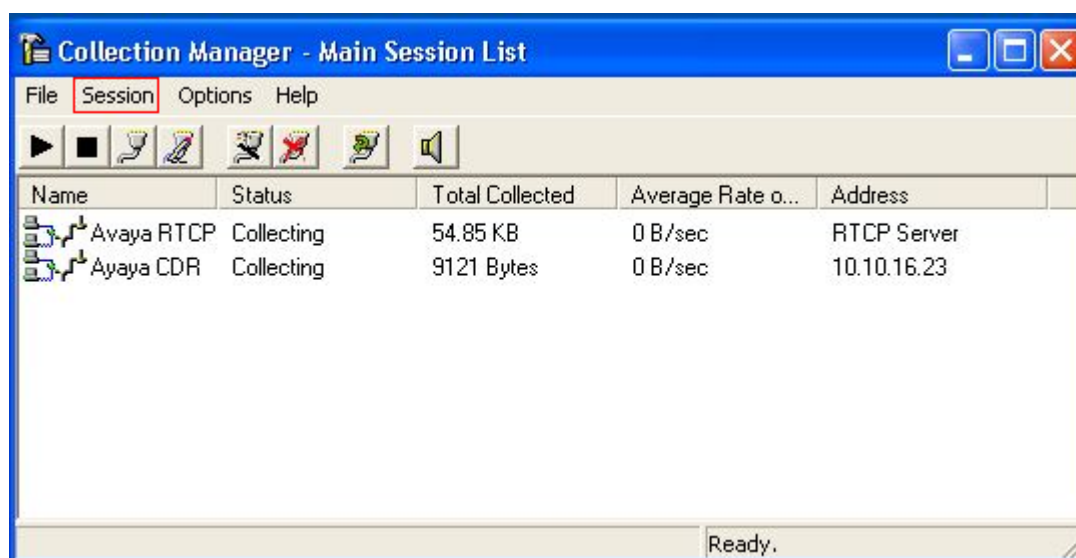 Collection Manager - Main Session List
File Session Options Help
Name Status Total Collected Average Rate o... Address
Avaya RTCP Collecting 54.85 KB 0 B/sec RTCP Server
Ayaya CDR Collecting 9121 Bytes 0 B/sec 10.10.16.23
Ready.